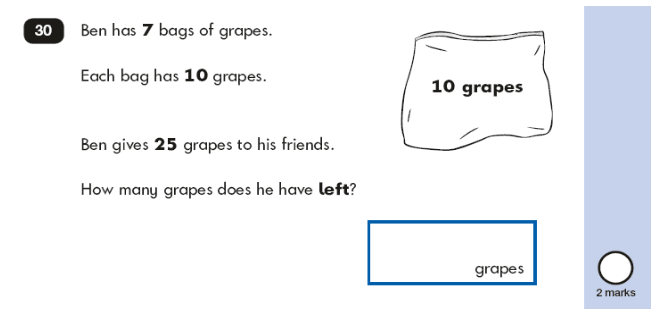 30 Ben has 7 bags of grapes.
Each bag has 10 grapes.
10 grapes
Ben gives 25 grapes to his friends.
How many grapes does he have left?
grapes
2 marks